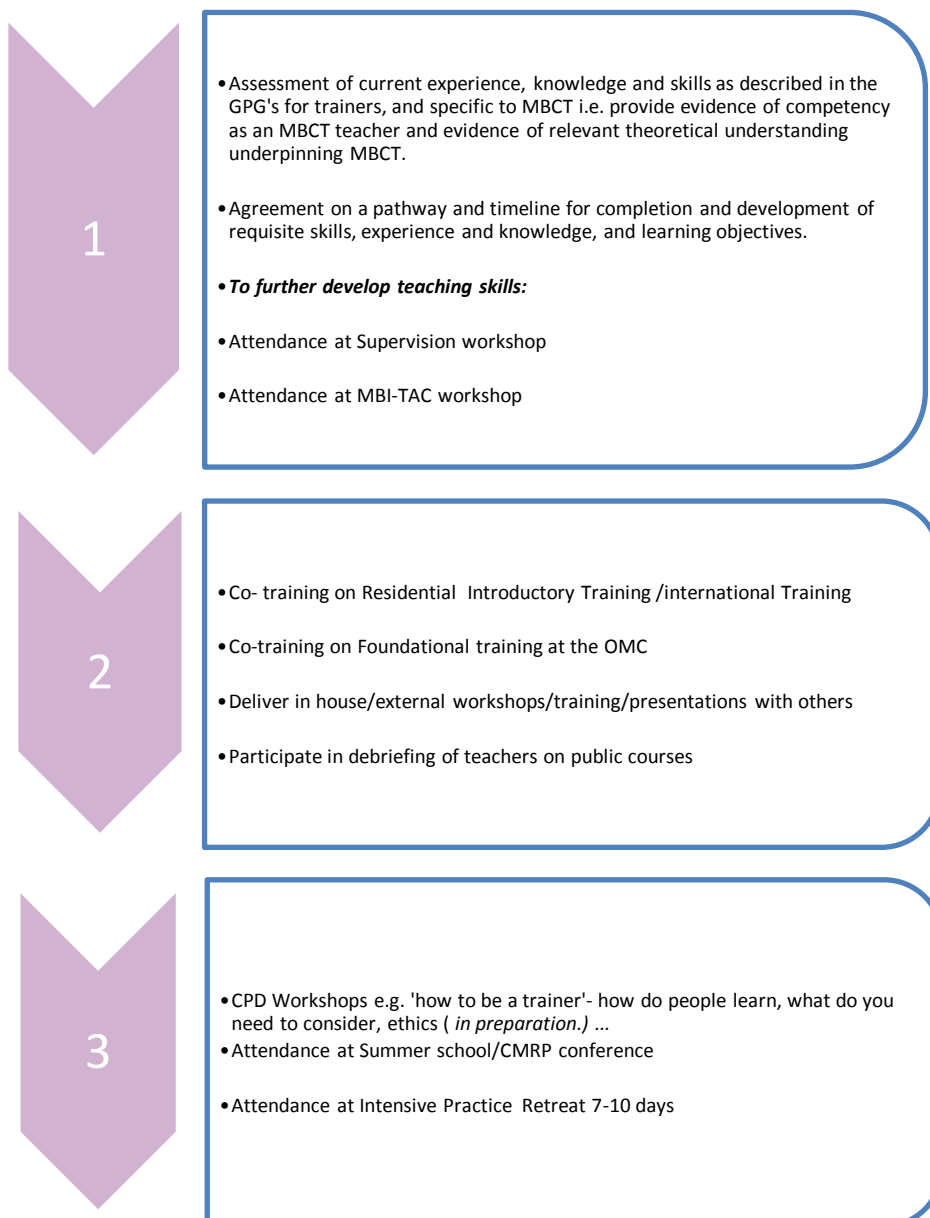 1
•Assessment of current experience, knowledge and skills as described in the
GPG's for trainers, and specific to MBCT i.e. provide evidence of competency
as an MBCT teacher and evidence of relevant theoretical understanding
underpinning MBCT.
•Agreement on a pathway and timeline for completion and development of
requisite skills, experience and knowledge, and learning objectives.
•To further develop teaching skills:
•Attendance at Supervision workshop
•Attendance at MBI-TAC workshop
2
•Co- training on Residential Introductory Training /international Training
•Co-training on Foundational training at the OMC
•Deliver in house/external workshops/training/presentations with others
•Participate in debriefing of teachers on public courses
3
•CPD Workshops e.g. 'how to be a trainer'- how do people learn, what do you
need to consider, ethics ( in preparation.) ...
•Attendance at Summer school/CMRP conference
•Attendance at Intensive Practice Retreat 7-10 days